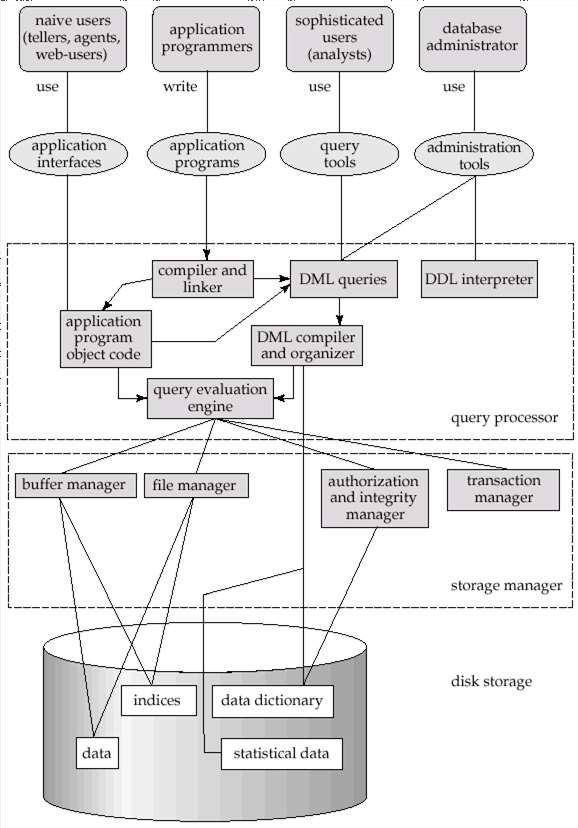 naive users
(tellers, agents,
web-users)
application
programmers
sophisticated
users
(analysts)
database
administrator
use
write
use
use
application
interfaces
application
programs
query
tools
administration
tools
compiler and
linker
DML queries
DDL interpreter
application
program
object code
DML compiler
and organizer
query evaluation
engine
query processor
buffer manager
file manager
authorization
and integrity
manager
transaction
manager
storage manager
disk storage
indices
data dictionary
data
statistical data